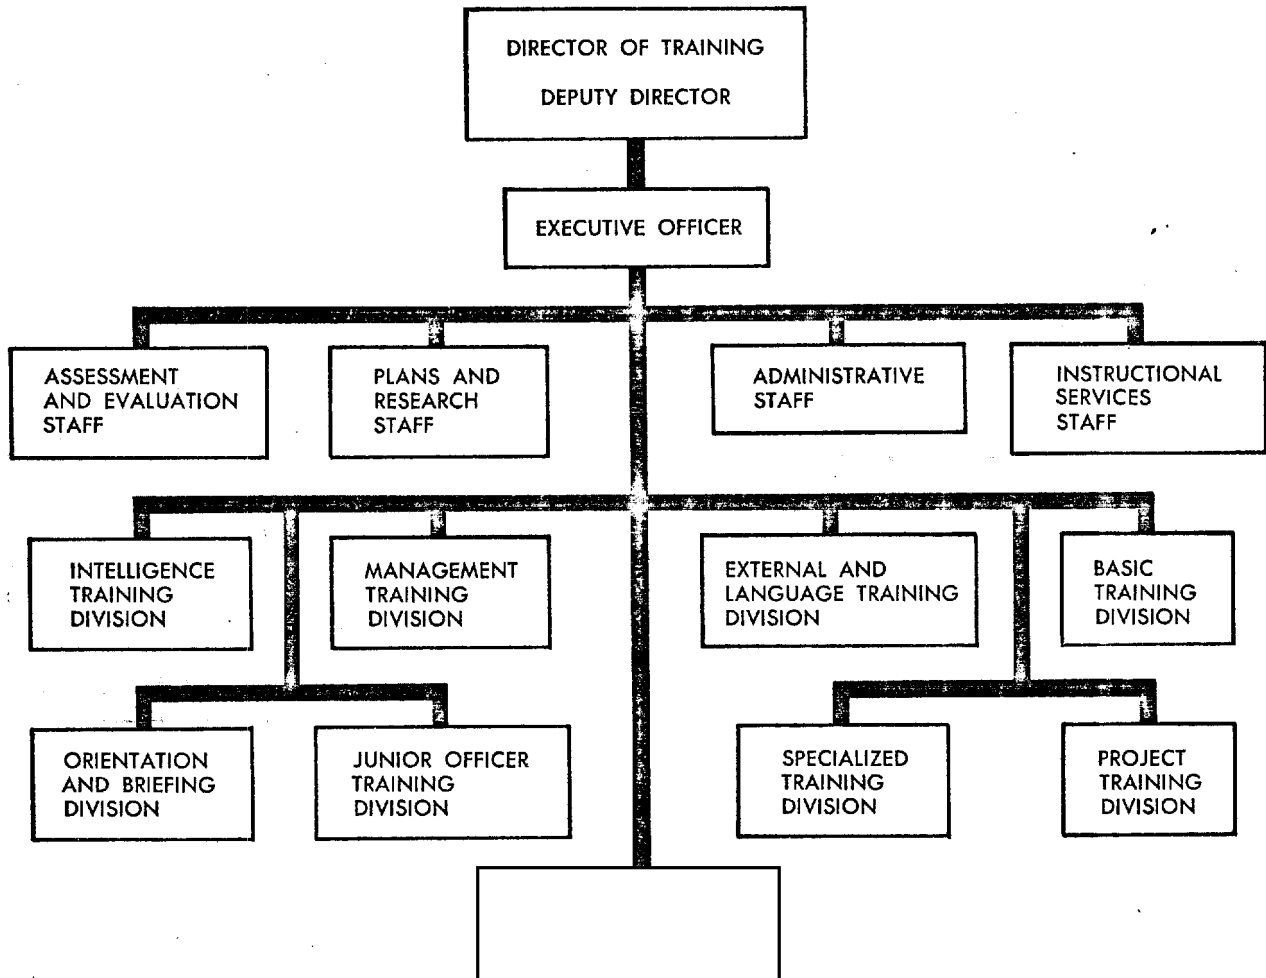 DIRECTOR OF TRAINING
DEPUTY DIRECTOR
EXECUTIVE OFFICER
ASSESSMENT
AND EVALUATION
STAFF
PLANS AND
RESEARCH
STAFF
ADMINISTRATIVE
STAFF
INSTRUCTIONAL
SERVICES
STAFF
INTELLIGENCE
TRAINING
DIVISION
MANAGEMENT
TRAINING
DIVISION
EXTERNAL AND
LANGUAGE TRAINING
DIVISION
BASIC
TRAINING
DIVISION
ORIENTATION
AND BRIEFING
DIVISION
JUNIOR OFFICER
TRAINING
DIVISION
SPECIALIZED
TRAINING
DIVISION
PROJECT
TRAINING
DIVISION